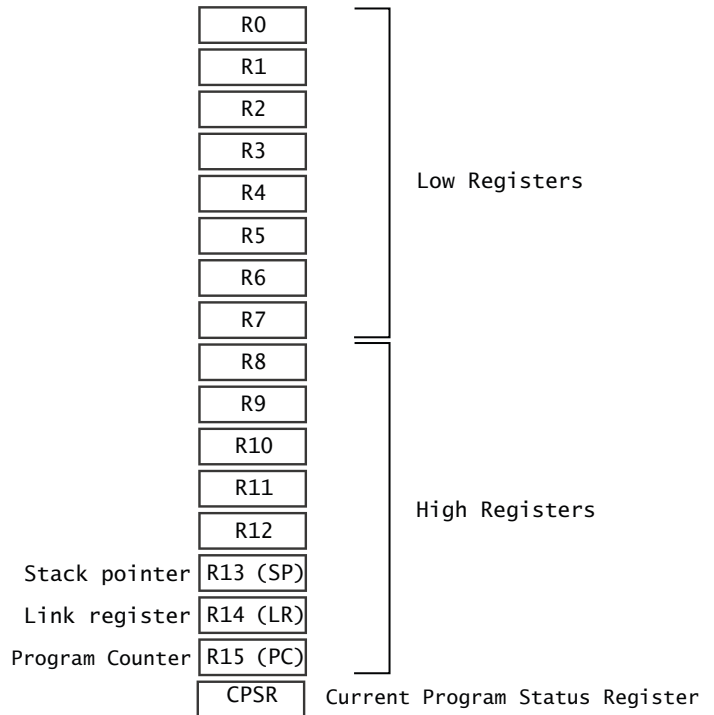 R0
R1
R2
R3
Low Registers
R4
R5
R6
R7
R8
R9
R10
R11
High Registers
R12
Stack pointer R13 (SP)
Link register R14 (LR)
Program Counter R15 (PC)
CPSR Current Program Status Register